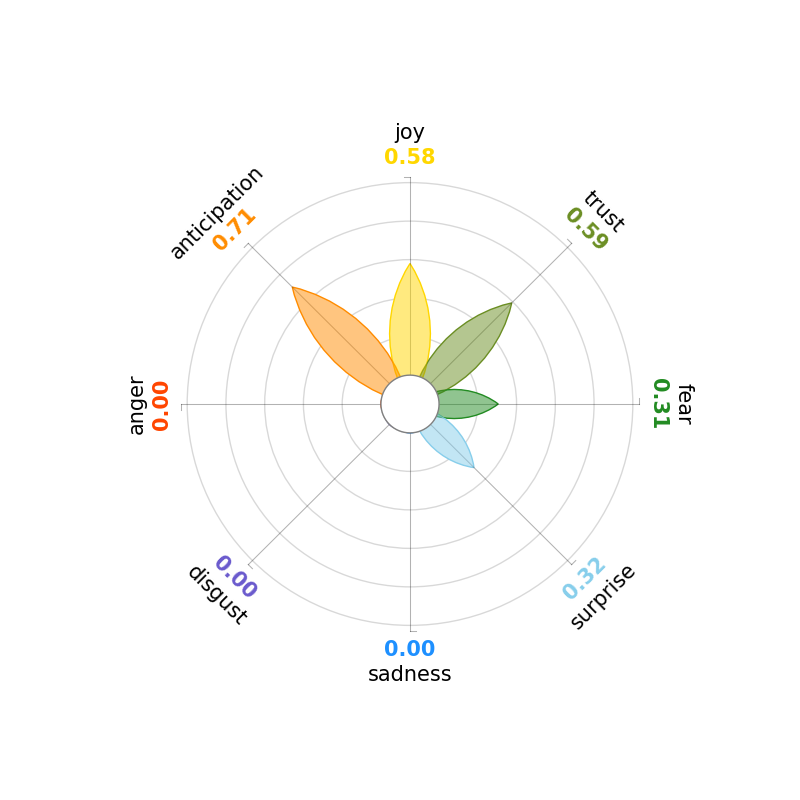 joy
0.58
trust
0.59
fear
0.31
surprise
0.32
sadness
0.00
disgust
0.00
anger
0.00
anticipation
0.71